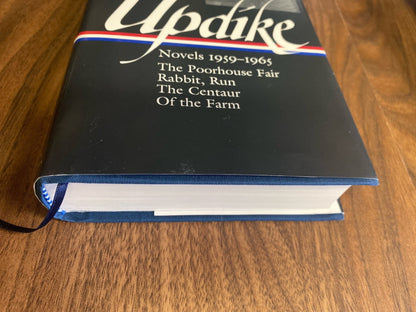 Updike
Novels 1959–1965
The Poorhouse Fair
Rabbit, Run
The Centaur
Of the Farm